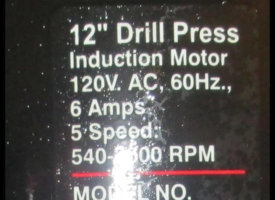 12" Drill Press
Induction Motor
120V. AC, 60Hz.,
6 Amps
5 Speed:
RPM
MODEL NO.